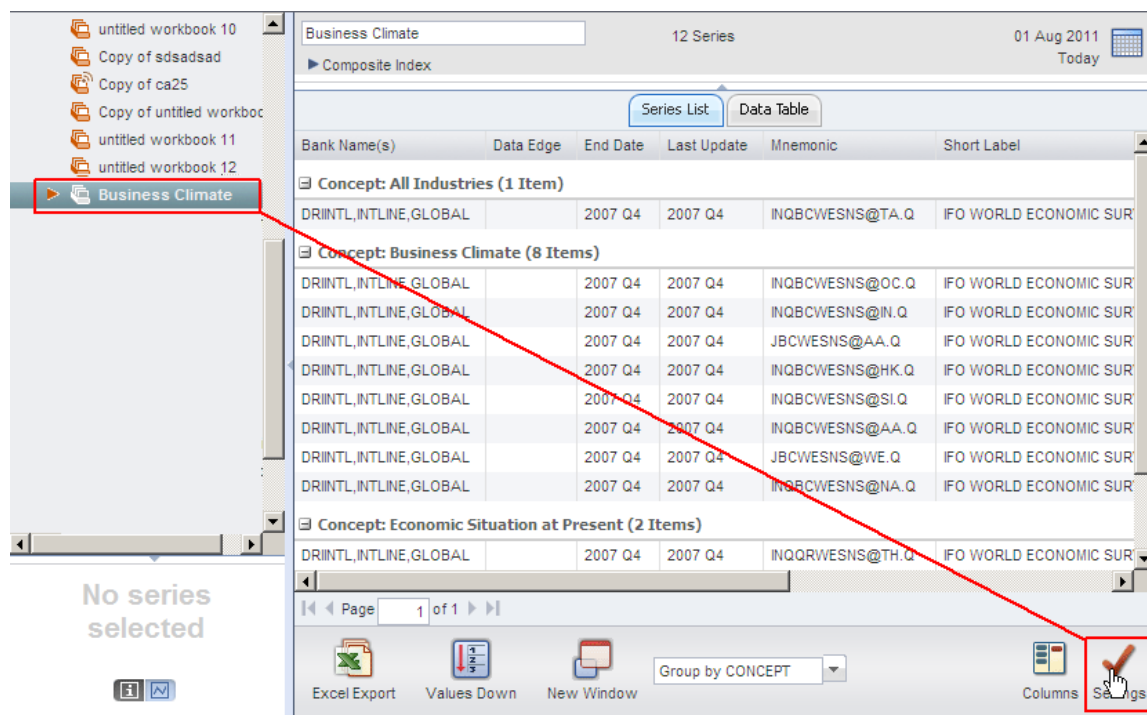 untitled workbook 10
Copy of sdsadsad
Copy of ca25
Copy of untitled workboo
untitled workbook 11
untitled workbook 12
Business Climate
No series
selected
Business Climate 12 Series 01 Aug 2011
Composite Index Today
Series List Data Table
Bank Name(s) Data Edge End Date Last Update Mnemonic Short Label
Concept: All Industries (1 Item)
DRIINTL,INTLINE,GLOBAL 2007 Q4 2007 Q4 INQBCWESNS@TA.Q IFO WORLD ECONOMIC SUR
Concept: Business Climate (8 Items)
DRIINTL,INTLINE,GLOBAL 2007 Q4 2007 Q4 INQBCWESNS@OC.Q IFO WORLD ECONOMIC SUR
DRIINTL,INTLINE,GLOBAL 2007 Q4 2007 Q4 INQBCWESNS@IN.Q IFO WORLD ECONOMIC SUR
DRIINTL,INTLINE,GLOBAL 2007 Q4 2007 Q4 JBCWESNS@AA.Q IFO WORLD ECONOMIC SUR
DRIINTL,INTLINE,GLOBAL 2007 Q4 2007 Q4 INQBCWESNS@HK.Q IFO WORLD ECONOMIC SUR
DRIINTL,INTLINE,GLOBAL 2007 Q4 2007 Q4 INQBCWESNS@SI.Q IFO WORLD ECONOMIC SUR
DRIINTL,INTLINE,GLOBAL 2007 Q4 2007 Q4 INQBCWESNS@AA.Q IFO WORLD ECONOMIC SUR
DRIINTL,INTLINE,GLOBAL 2007 Q4 2007 Q4 JBCWESNS@WE.Q IFO WORLD ECONOMIC SUR
DRIINTL,INTLINE,GLOBAL 2007 Q4 2007 Q4 INQBCWESNS@NA.Q IFO WORLD ECONOMIC SUR
Concept: Economic Situation at Present (2 Items)
DRIINTL,INTLINE,GLOBAL 2007 Q4 2007 Q4 INQQRWESNS@TH.Q IFO WORLD ECONOMIC SUR
Page 1 of 1
Group by CONCEPT
Excel Export Values Down New Window Columns Settings